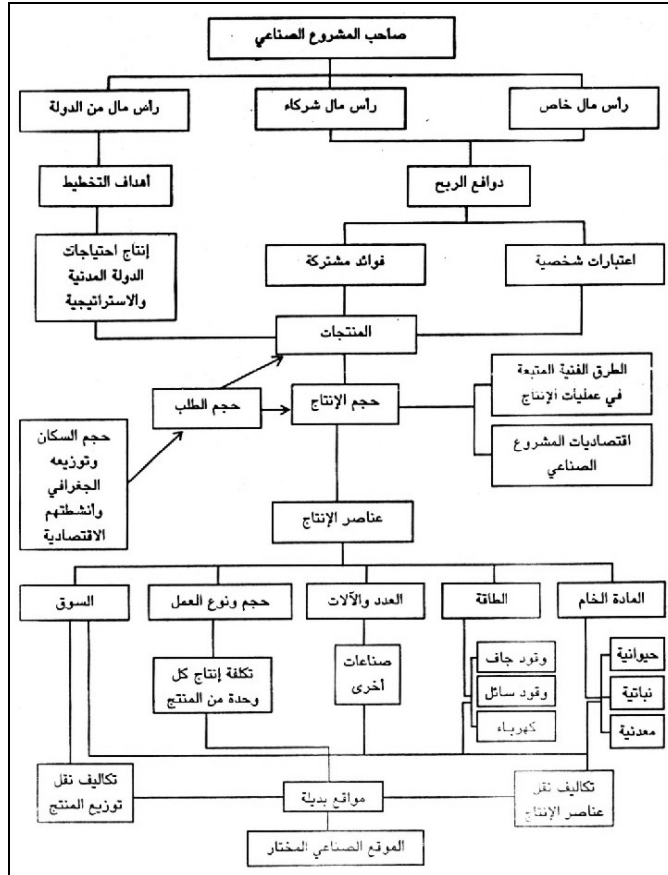 صاحب المشروع الصناعي
رأس مال خاص
رأس مال شركاء
رأس مال من الدولة
دوافع الربح
أهداف التخطيط
اعتبارات شخصية
فوائد مشتركة
إنتاج احتياجات
الدولة المدنية
والاستراتيجية
المنتجات
الطرق الفنية المتبعة
في عمليات الإنتاج
حجم الإنتاج
حجم الطلب
اقتصاديات المشروع
الصناعي
حجم السكان
وتوزيعه
الجغرافي
وأنشطتهم
الاقتصادية
عناصر الإنتاج
المادة الخام
الطاقة
العدد والآلات
حجم ونوع العمل
السوق
حيوانية
نباتية
معدنية
وقود جاف
وقود سائل
كهرباء
صناعات
أخرى
تكلفة إنتاج كل
وحدة من المنتج
تكاليف نقل
عناصر الإنتاج
مواقع بديلة
تكاليف نقل
توزيع المنتج
الموقع الصناعي المختار